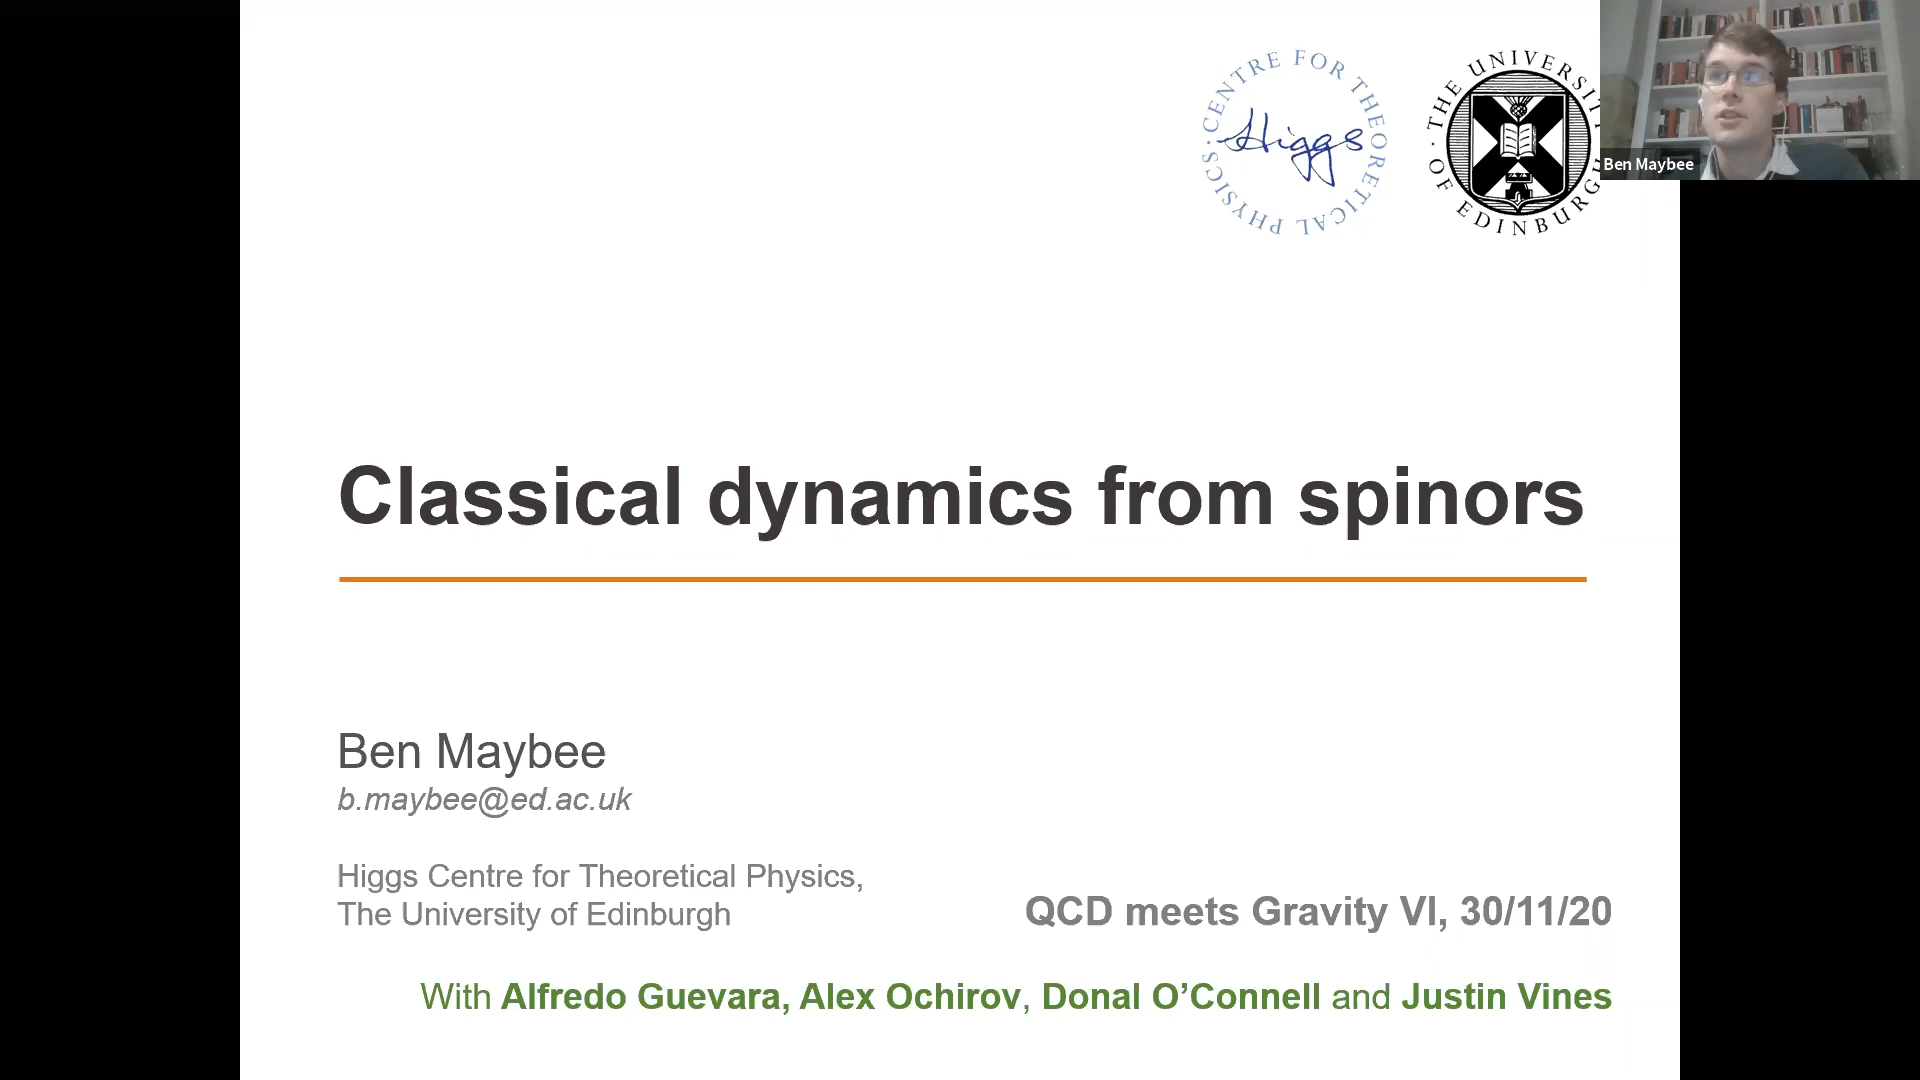 · CENTRE FOR THEORETICAL PHYSICS
Higgs
· THE UNIVERSITY
OF EDINBURGH
Ben Maybee
Classical dynamics from spinors
Ben Maybee
b.maybee@ed.ac.uk
Higgs Centre for Theoretical Physics,
The University of Edinburgh
QCD meets Gravity VI, 30/11/20
With Alfredo Guevara, Alex Ochirov, Donal O’Connell and Justin Vines